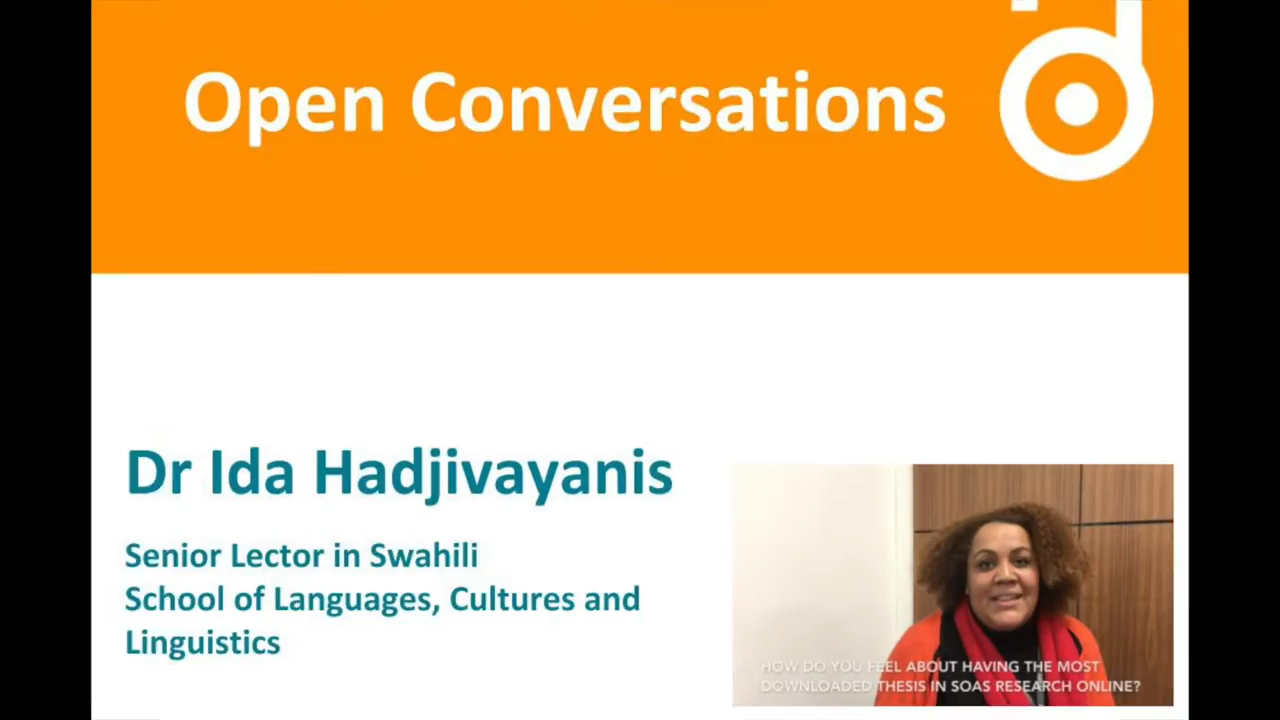 Open Conversations
Dr Ida Hadjivayanis
Senior Lector in Swahili
School of Languages, Cultures and
Linguistics
HOW DO YOU FEEL ABOUT HAVING THE MOST
DOWNLOADED THESIS IN SOAS RESEARCH ONLINE?